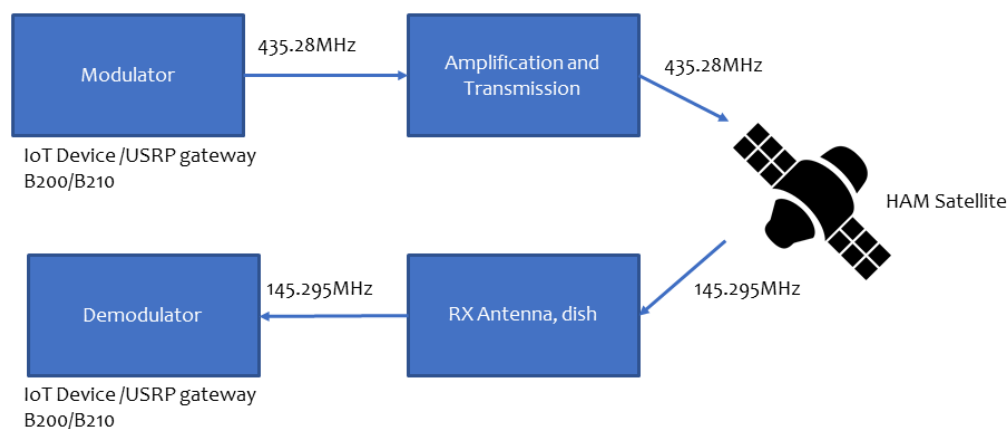 Modulator
435.28MHz
Amplification and
Transmission
435.28MHz
IoT Device /USRP gateway
B200/B210
HAM Satellite
Demodulator
145.295MHz
RX Antenna, dish
145.295MHz
IoT Device /USRP gateway
B200/B210